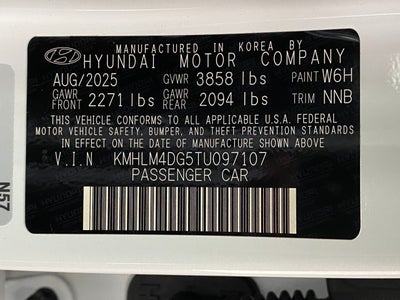 MANUFACTURED IN KOREA BY
HYUNDAI MOTOR COMPANY
AUG/2025 GVWR 3858 lbs PAINT W6H
GAWR FRONT 2271 lbs GAWR REAR 2094 lbs TRIM NNB
THIS VEHICLE CONFORMS TO ALL APPLICABLE U.S.A FEDERAL
MOTOR VEHICLE SAFETY, BUMPER, AND THEFT PREVENTION STANDARDS
IN EFFECT ON THE DATE OF MANUFACTURE SHOWN ABOVE
V.I.N KMHLM4DG5TU097107
PASSENGER CAR
N57